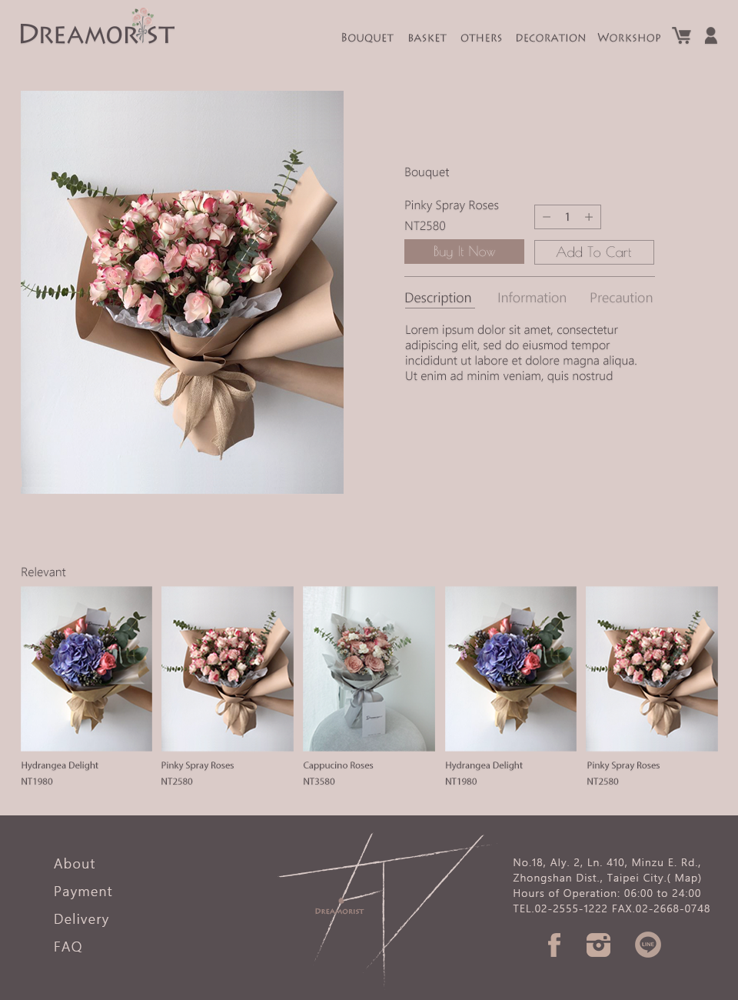 DREAMORIST
BOUQUET BASKET OTHERS DECORATION WORKSHOP
Bouquet
Pinky Spray Roses
NT2580
− 1 +
Buy It Now Add To Cart
Description Information Precaution
Lorem ipsum dolor sit amet, consectetur
adipiscing elit, sed do eiusmod tempor
incididunt ut labore et dolore magna aliqua.
Ut enim ad minim veniam, quis nostrud
Relevant
Hydrangea Delight Pinky Spray Roses Cappucino Roses Hydrangea Delight Pinky Spray Roses
NT1980 NT2580 NT3580 NT1980 NT2580
About
Payment
Delivery
FAQ
DREAMORIST
No.18, Aly. 2, Ln. 410, Minzu E. Rd.,
Zhongshan Dist., Taipei City.( Map)
Hours of Operation: 06:00 to 24:00
TEL.02-2555-1222 FAX.02-2668-0748
LINE